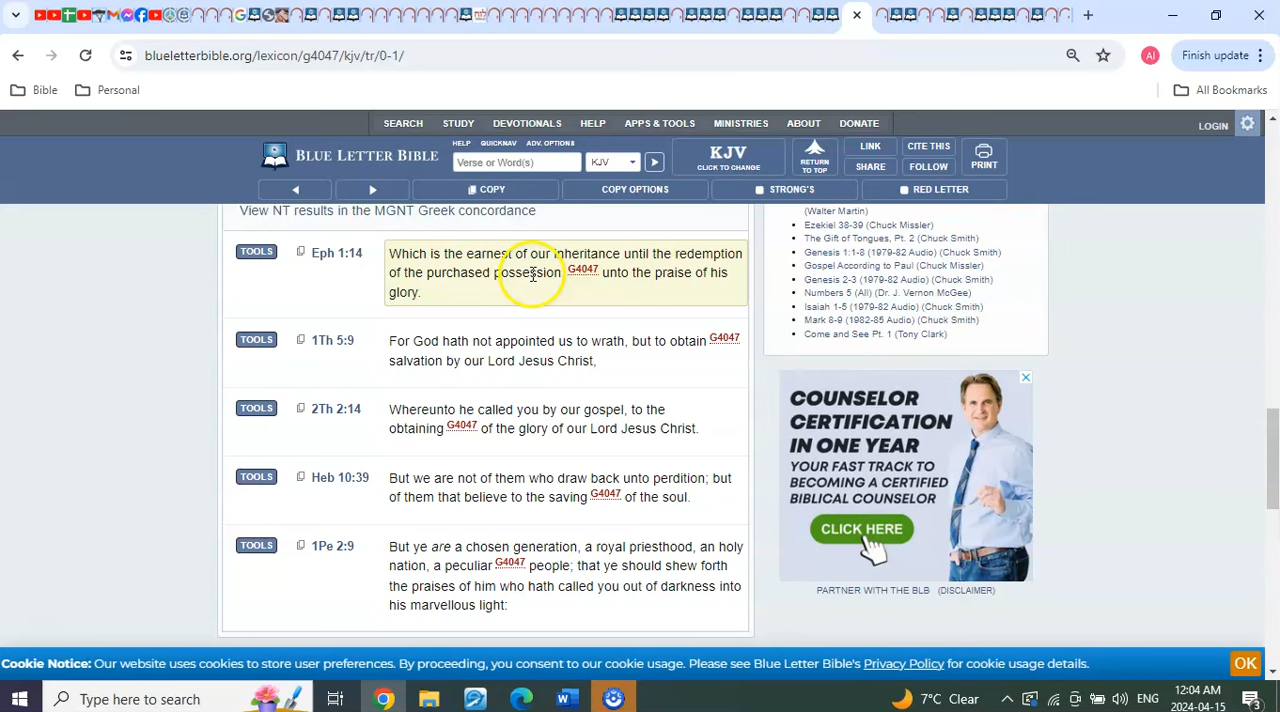 blueletterbible.org/lexicon/g4047/kjv/tr/0-1/
AI
Finish update
Bible
Personal
All Bookmarks
SEARCH STUDY DEVOTIONALS HELP APPS & TOOLS MINISTRIES ABOUT DONATE
LOGIN
BLUE LETTER BIBLE
HELP QUICKNAV ADV. OPTIONS
Verse or Word(s)
KJV
KJV
CLICK TO CHANGE
RETURN
TO TOP
LINK
CITE THIS
SHARE
FOLLOW
PRINT
COPY
COPY OPTIONS
STRONG'S
RED LETTER
View NT results in the MGNT Greek concordance
TOOLS
Eph 1:14
Which is the earnest of our inheritance until the redemption
of the purchased possession G4047 unto the praise of his
glory.
TOOLS
1Th 5:9
For God hath not appointed us to wrath, but to obtain G4047
salvation by our Lord Jesus Christ,
TOOLS
2Th 2:14
Whereunto he called you by our gospel, to the
obtaining G4047 of the glory of our Lord Jesus Christ.
TOOLS
Heb 10:39
But we are not of them who draw back unto perdition; but
of them that believe to the saving G4047 of the soul.
TOOLS
1Pe 2:9
But ye are a chosen generation, a royal priesthood, an holy
nation, a peculiar G4047 people; that ye should shew forth
the praises of him who hath called you out of darkness into
his marvellous light:
(Walter Martin)
Ezekiel 38-39 (Chuck Missler)
The Gift of Tongues, Pt. 2 (Chuck Smith)
Genesis 1:1-8 (1979-82 Audio) (Chuck Smith)
Gospel According to Paul (Chuck Missler)
Genesis 2-3 (1979-82 Audio) (Chuck Smith)
Numbers 5 (All) (Dr. J. Vernon McGee)
Isaiah 1-5 (1979-82 Audio) (Chuck Smith)
Mark 8-9 (1982-85 Audio) (Chuck Smith)
Come and See Pt. 1 (Tony Clark)
COUNSELOR
CERTIFICATION
IN ONE YEAR
YOUR FAST TRACK TO
BECOMING A CERTIFIED
BIBLICAL COUNSELOR
CLICK HERE
PARTNER WITH THE BLB (DISCLAIMER)
Cookie Notice: Our website uses cookies to store user preferences. By proceeding, you consent to our cookie usage. Please see Blue Letter Bible's Privacy Policy for cookie usage details.
OK
Type here to search
7°C Clear
ENG
12:04 AM
2024-04-15
3